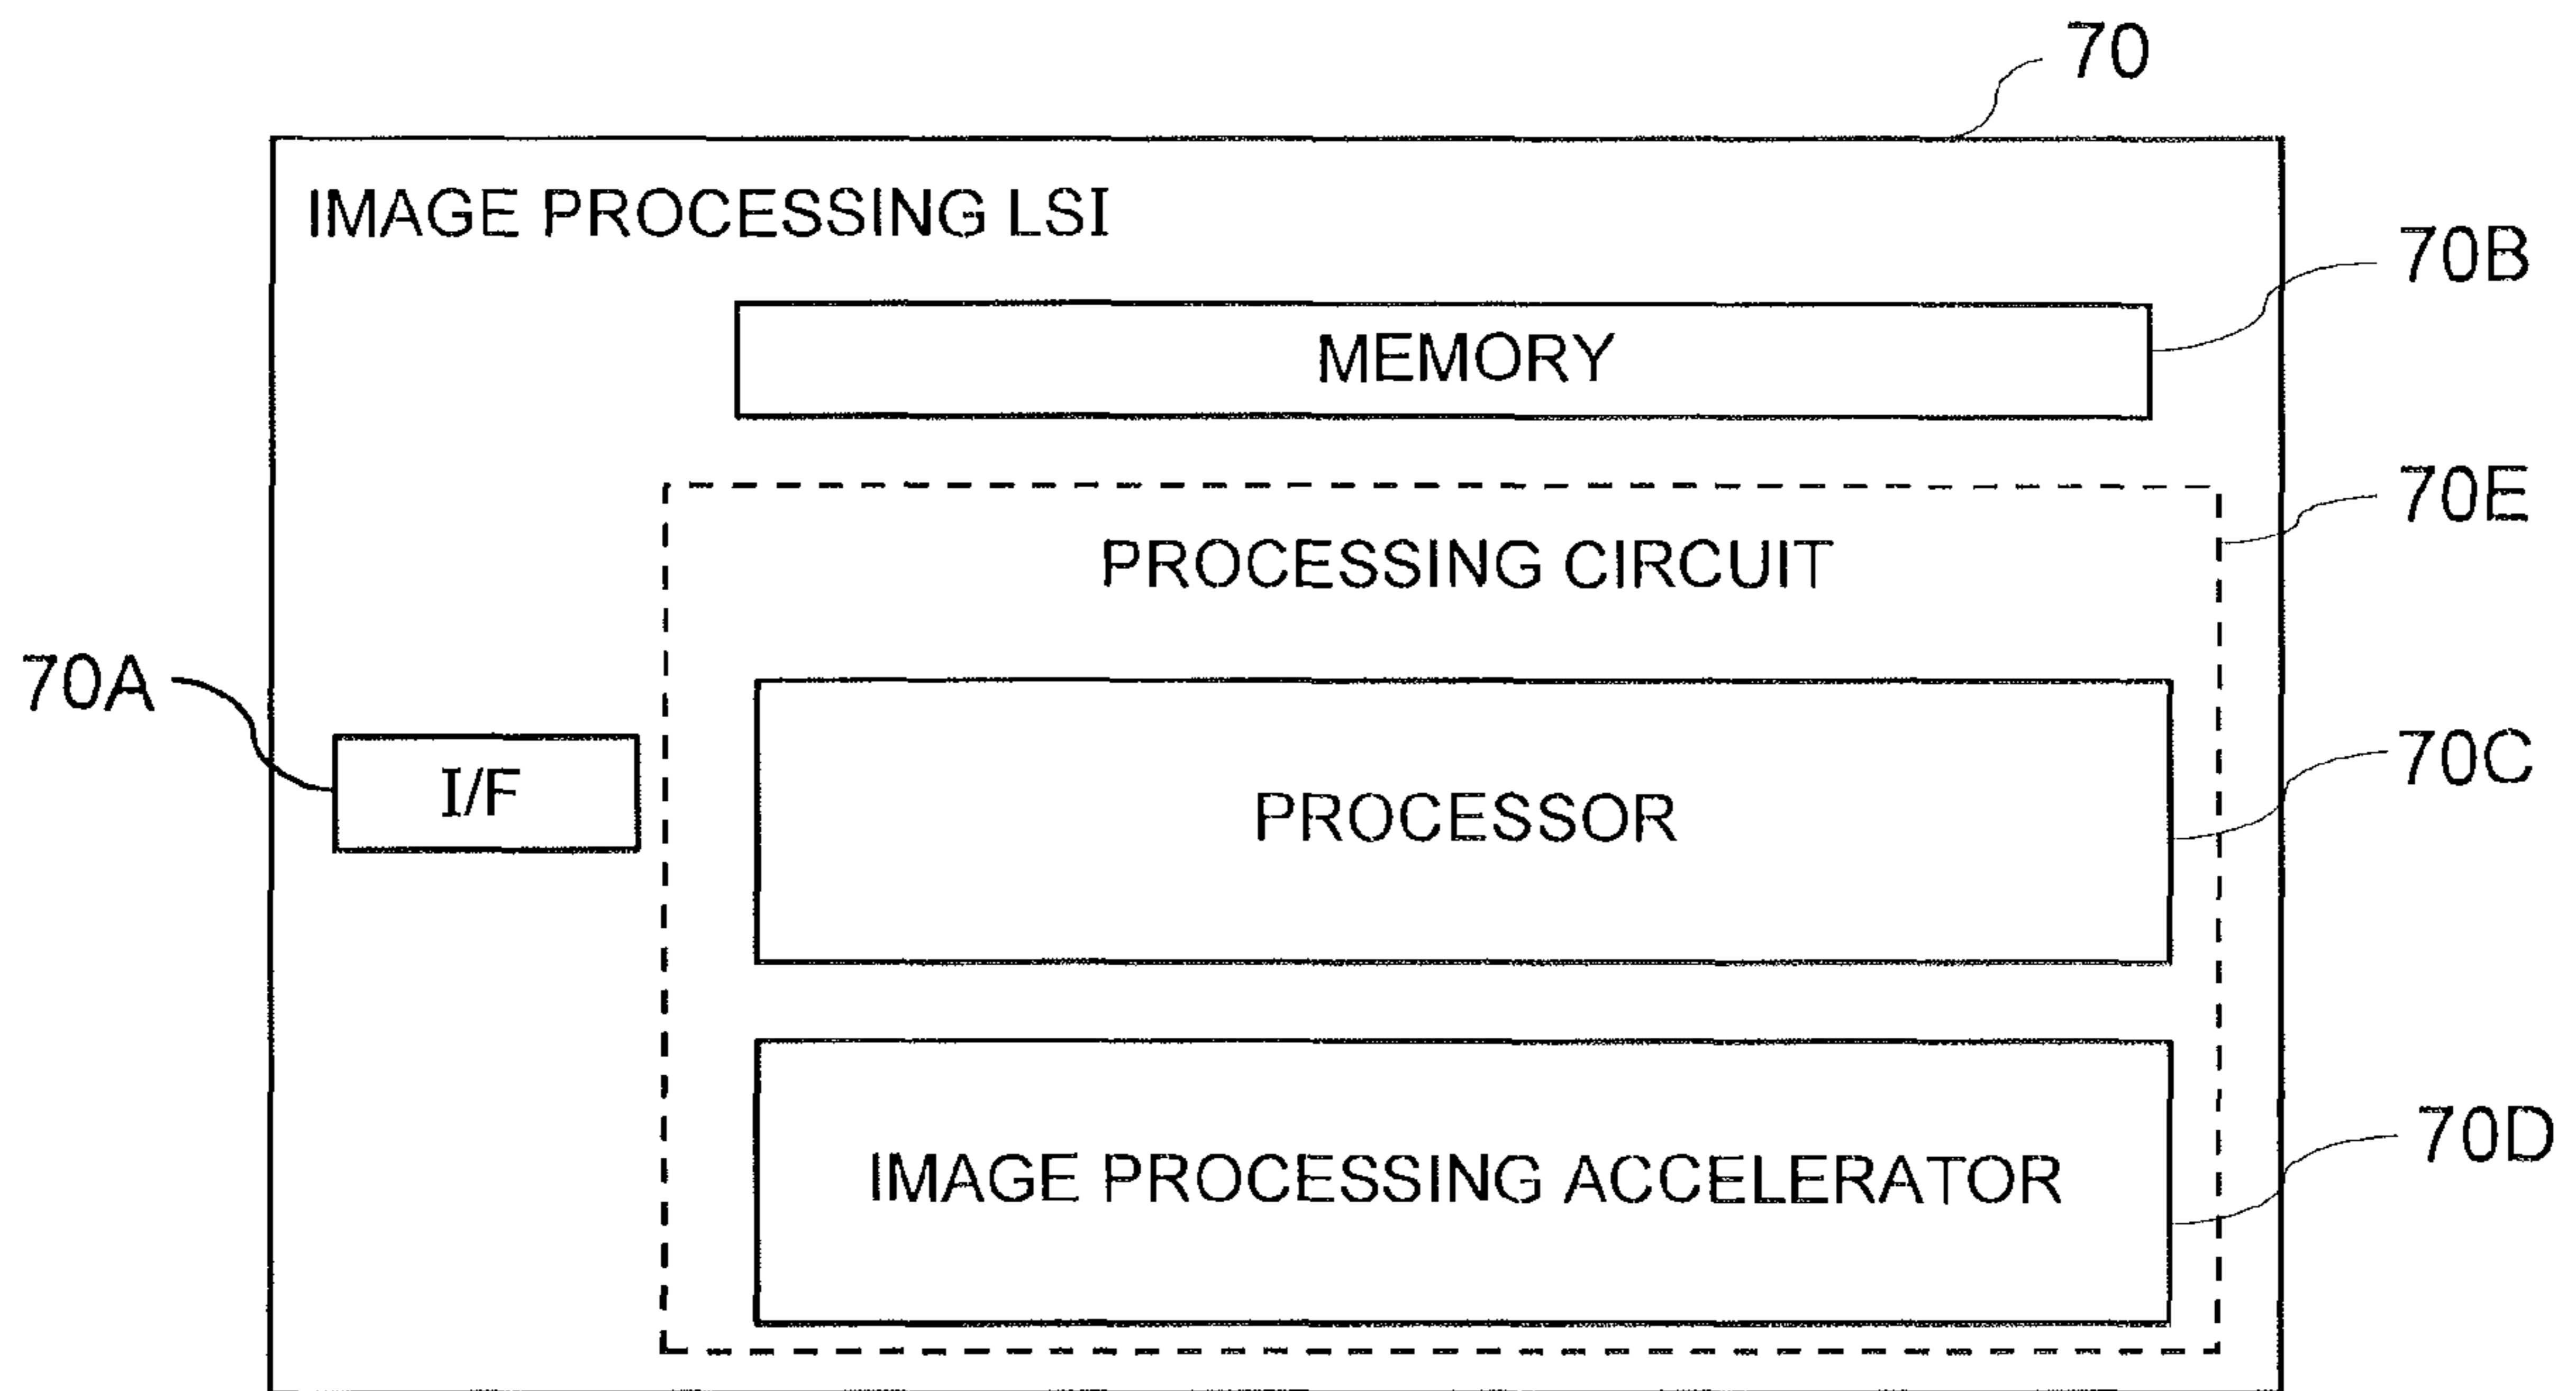 70
IMAGE PROCESSING LSI
70B
MEMORY
70E
PROCESSING CIRCUIT
70A
I/F
70C
PROCESSOR
70D
IMAGE PROCESSING ACCELERATOR